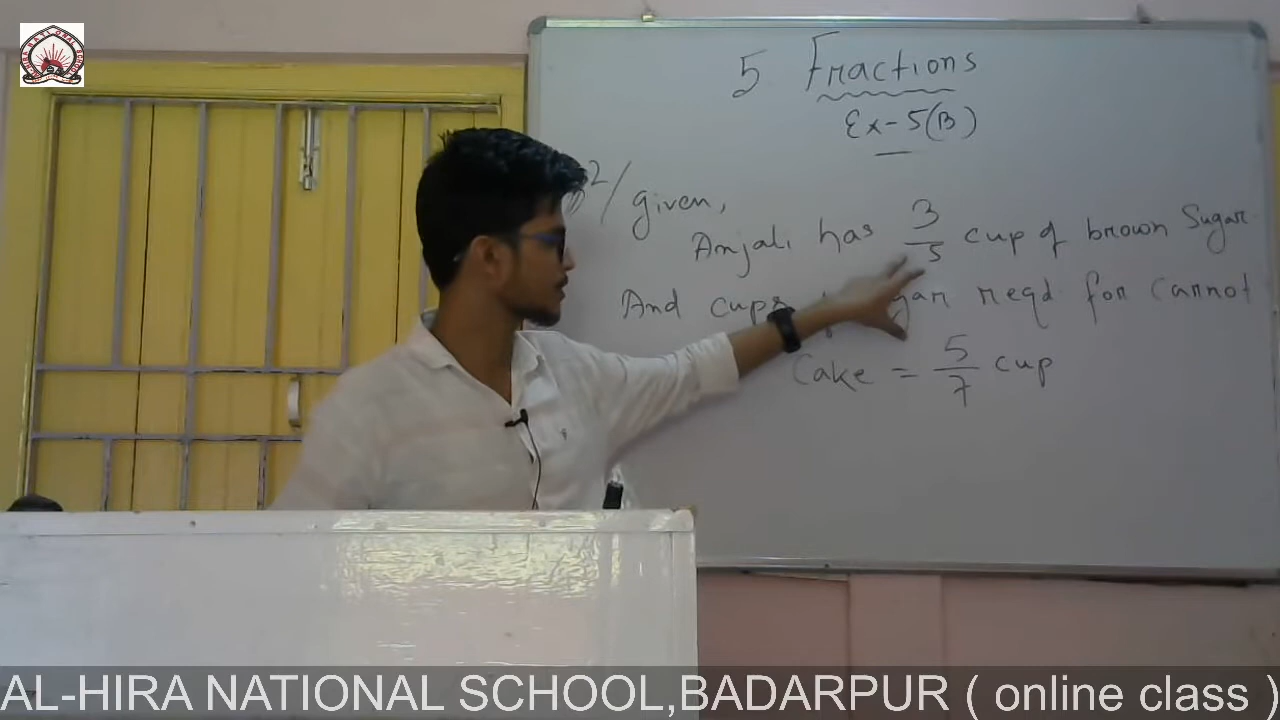 5 Fractions
Ex-5(B)
2/ given,
Anjali has 3/5 cup of brown Sugar
And cups reqd for Carrot
Cake = 5/7 cup
AL-HIRA NATIONAL SCHOOL,BADARPUR ( online class )